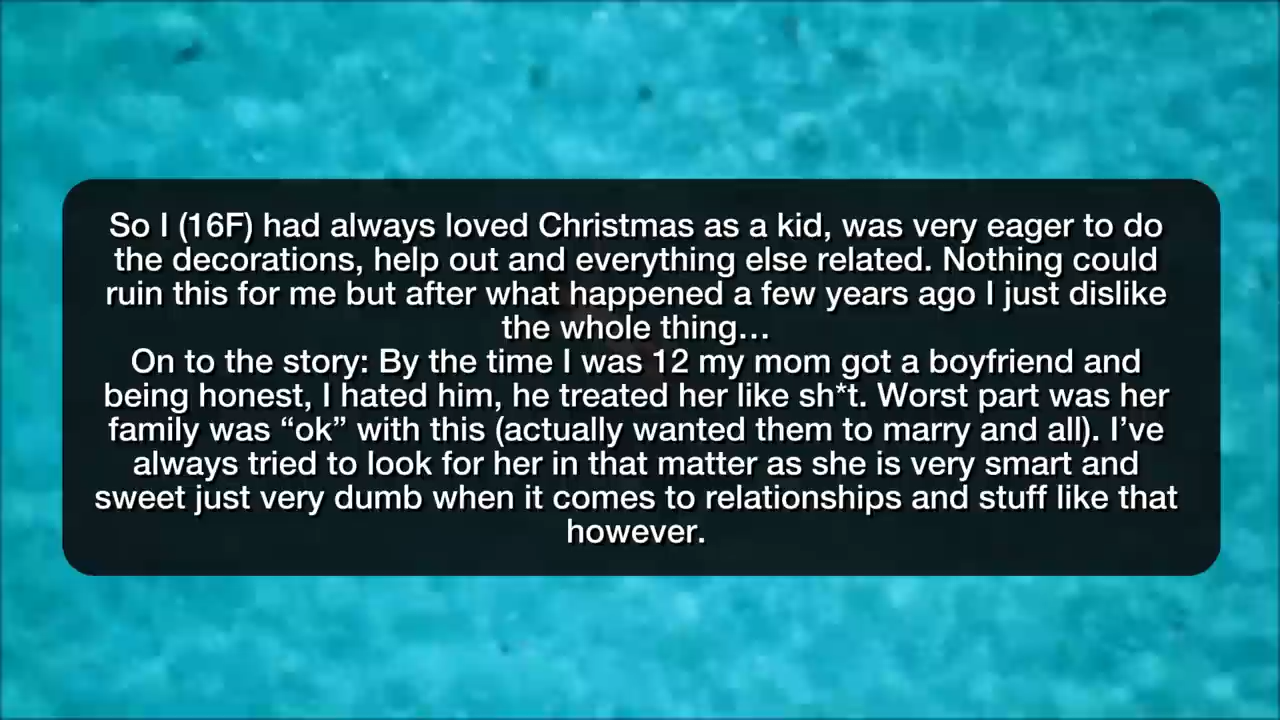 So I (16F) had always loved Christmas as a kid, was very eager to do
the decorations, help out and everything else related. Nothing could
ruin this for me but after what happened a few years ago I just dislike
the whole thing…
On to the story: By the time I was 12 my mom got a boyfriend and
being honest, I hated him, he treated her like sh*t. Worst part was her
family was “ok” with this (actually wanted them to marry and all). I’ve
always tried to look for her in that matter as she is very smart and
sweet just very dumb when it comes to relationships and stuff like that
however.